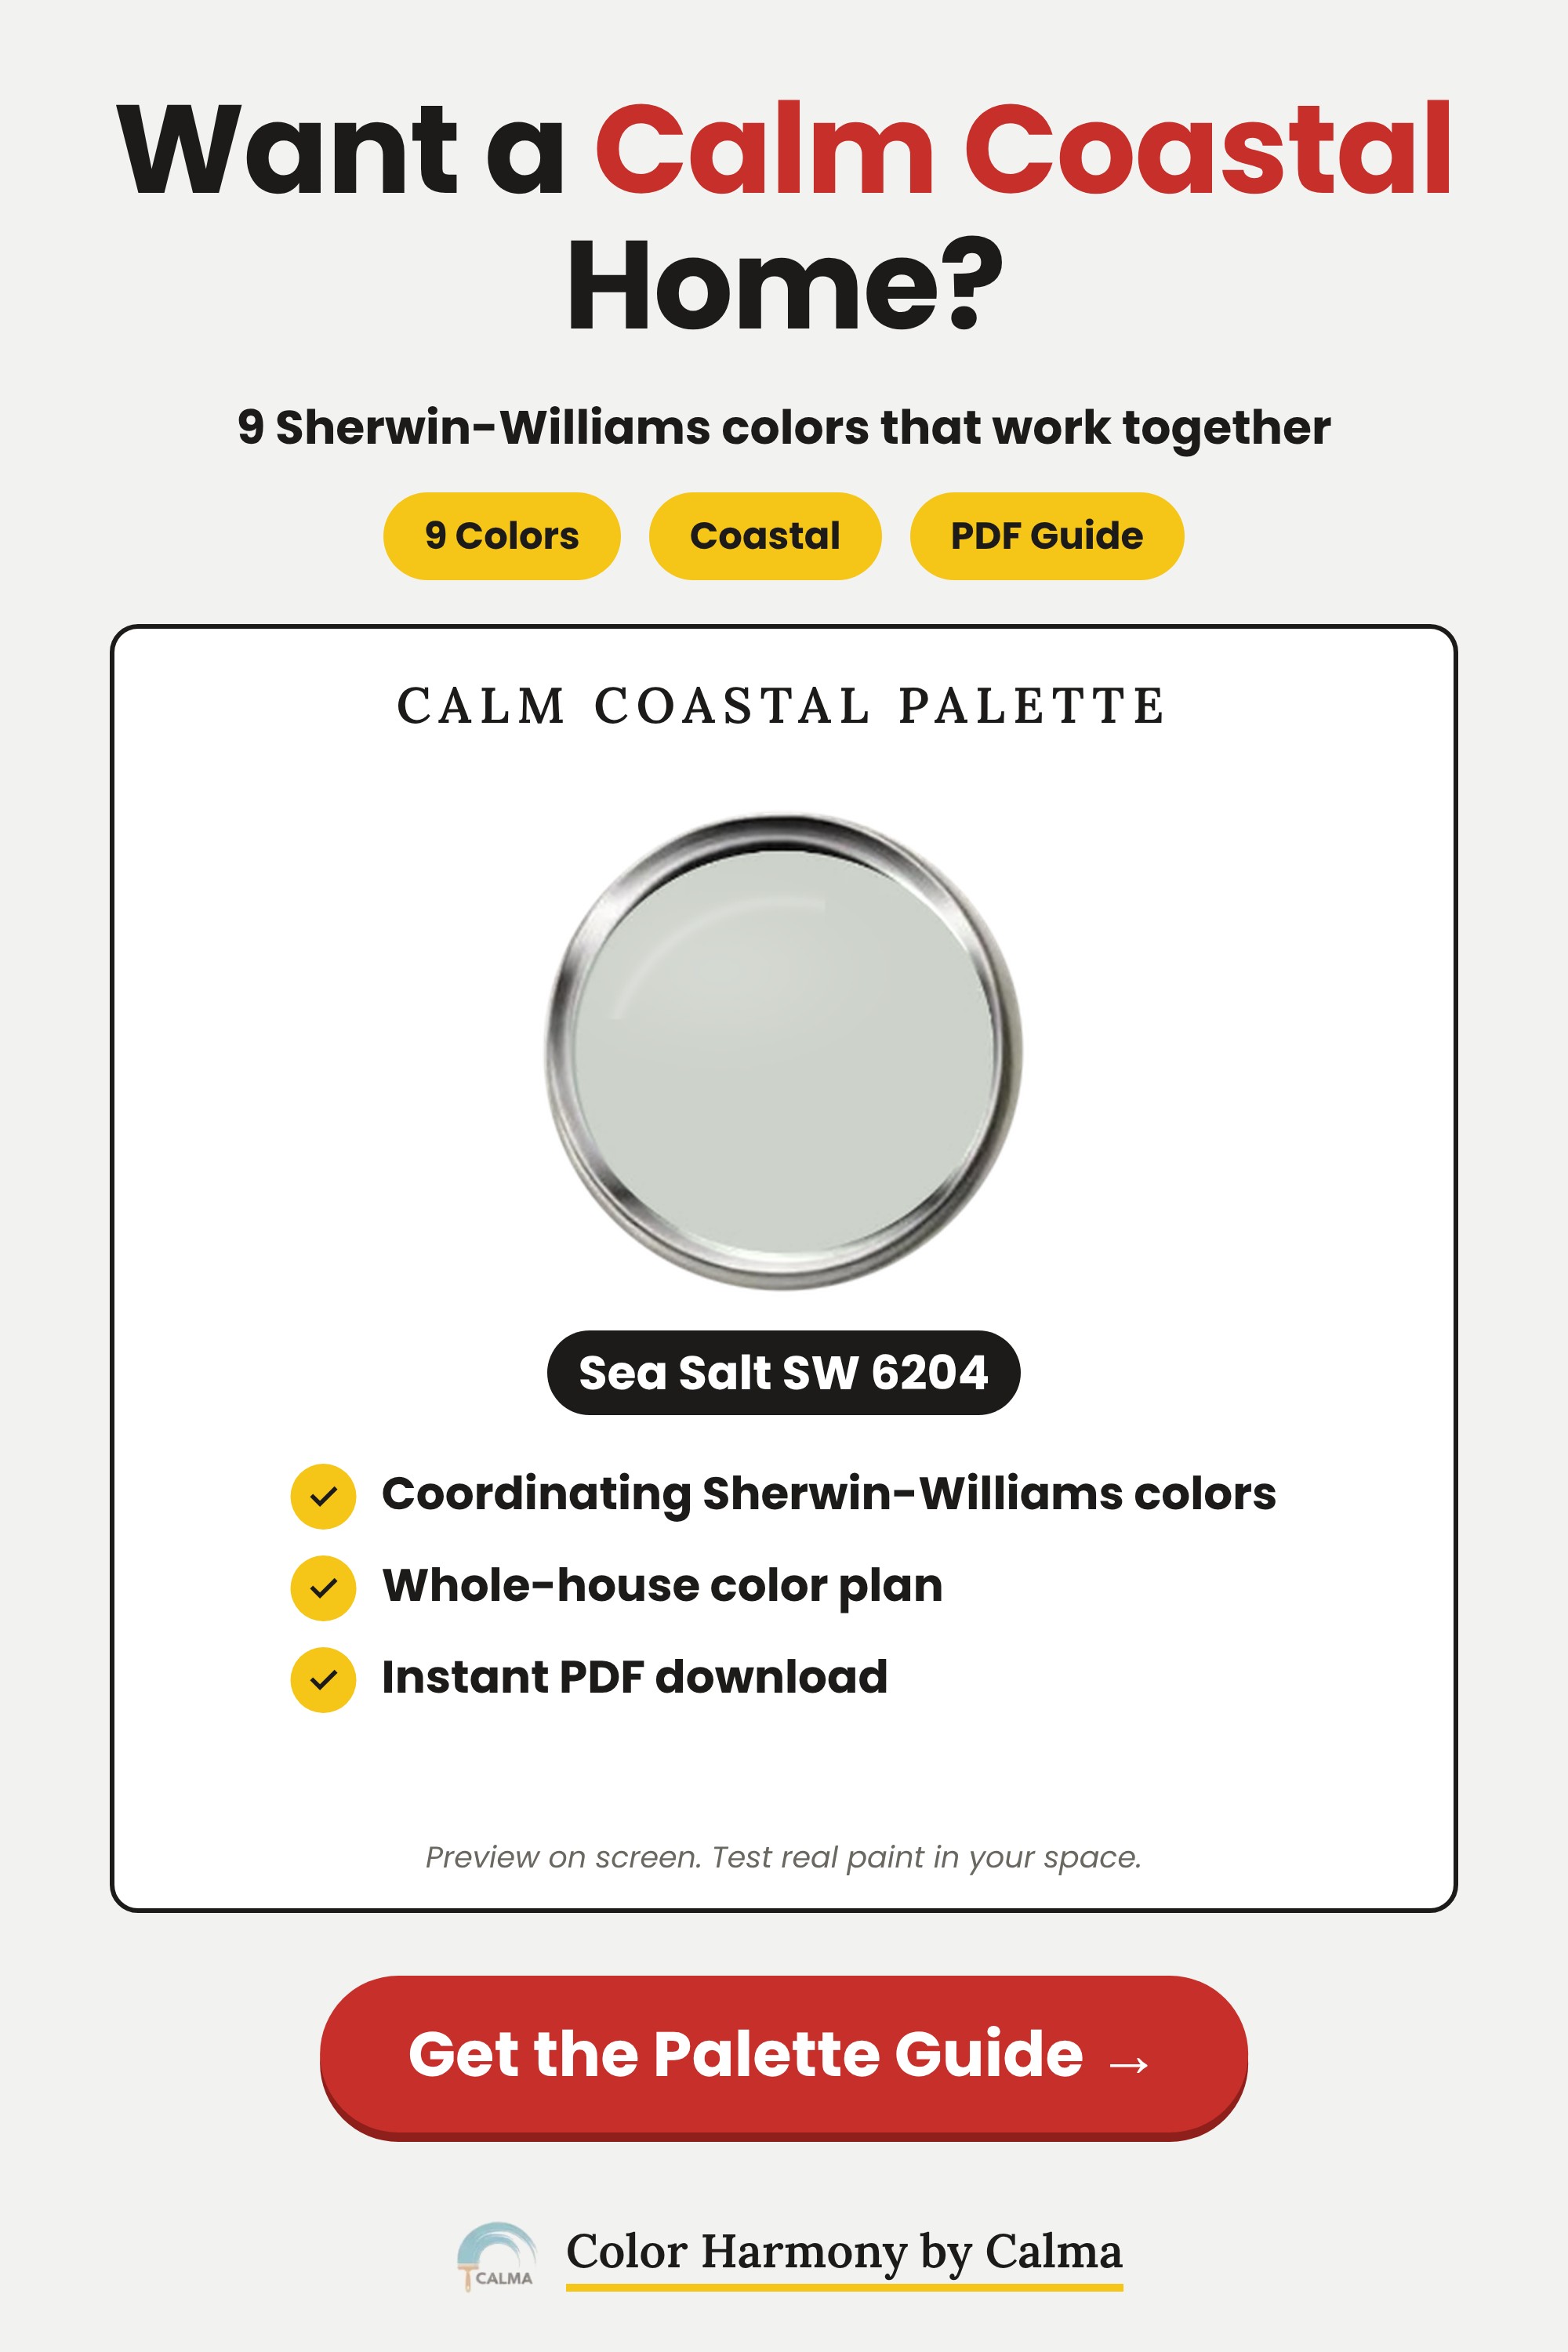 Want a Calm Coastal
Home?
9 Sherwin-Williams colors that work together
9 Colors
Coastal
PDF Guide
CALM COASTAL PALETTE
Sea Salt SW 6204
Coordinating Sherwin-Williams colors
Whole-house color plan
Instant PDF download
Preview on screen. Test real paint in your space.
Get the Palette Guide →
CALMA
Color Harmony by Calma